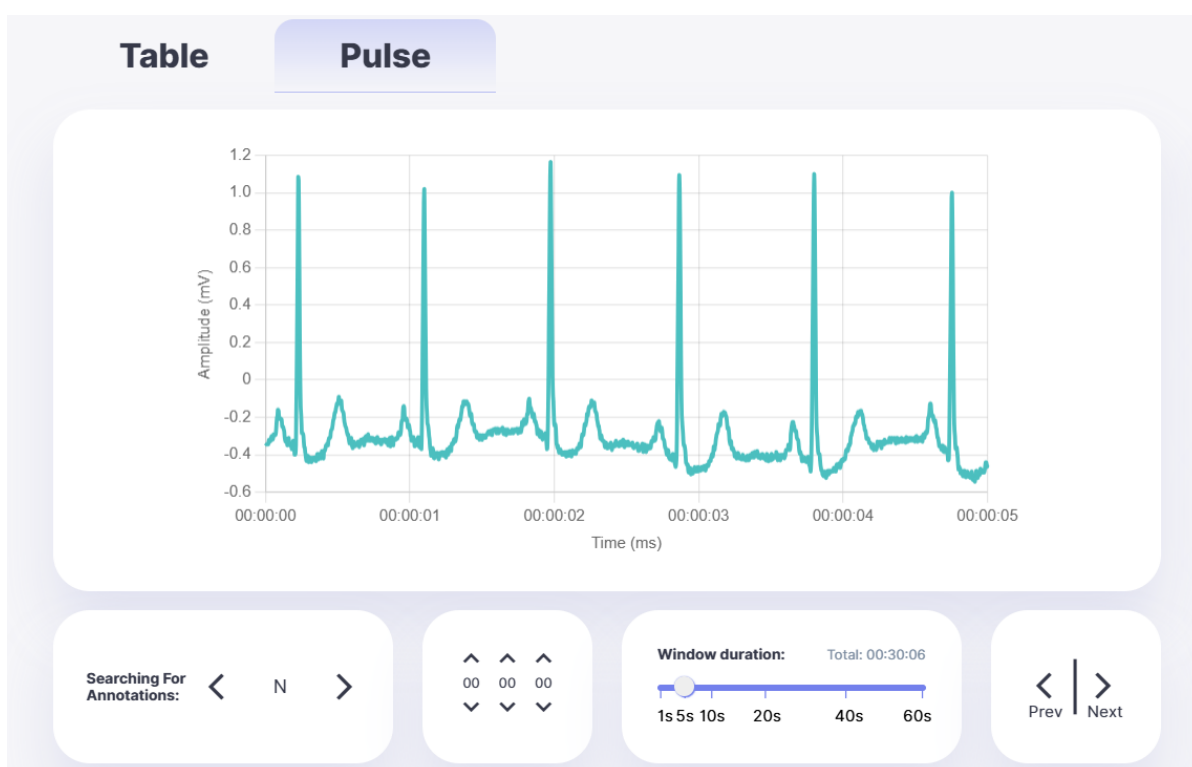 Table Pulse
1.2
1.0
0.8
0.6
0.4
0.2
0
-0.2
-0.4
-0.6
Amplitude (mV)
00:00:00 00:00:01 00:00:02 00:00:03 00:00:04 00:00:05
Time (ms)
Searching For
Annotations:
N
00 00 00
Window duration: Total: 00:30:06
1s 5s 10s 20s 40s 60s
Prev Next